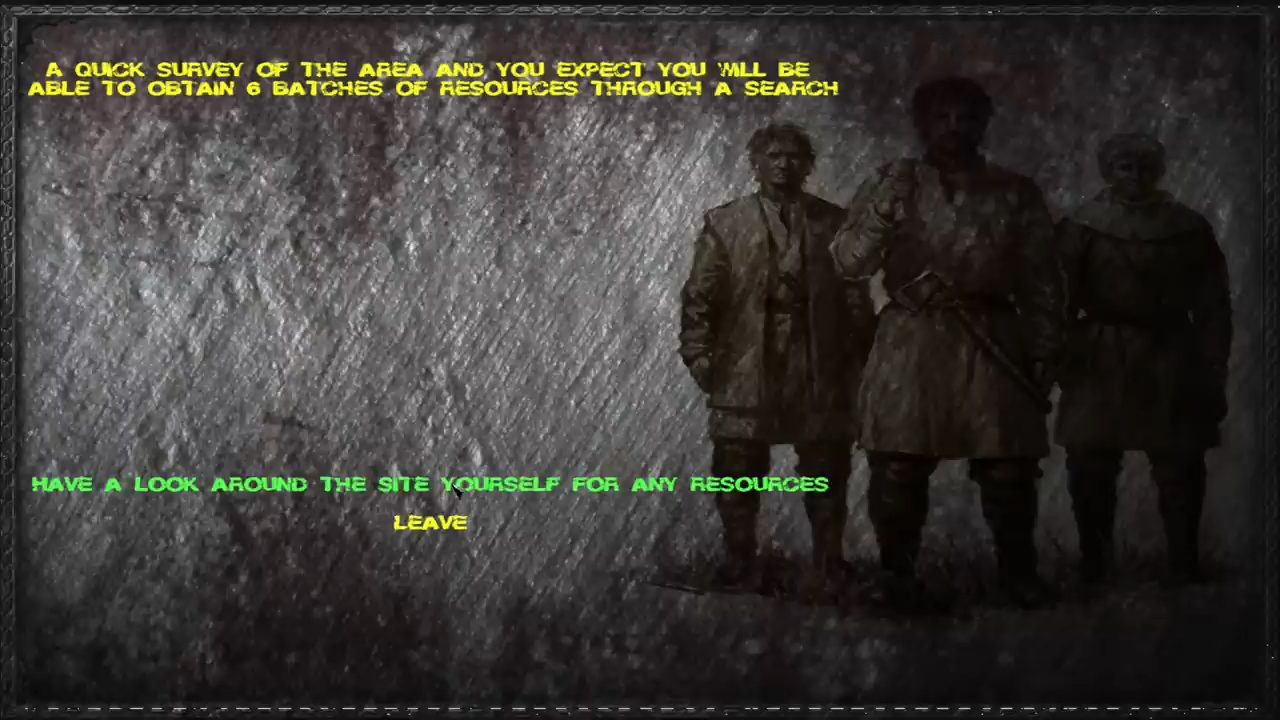 A QUICK SURVEY OF THE AREA AND YOU EXPECT YOU WILL BE
ABLE TO OBTAIN 6 BATCHES OF RESOURCES THROUGH A SEARCH
HAVE A LOOK AROUND THE SITE YOURSELF FOR ANY RESOURCES
LEAVE